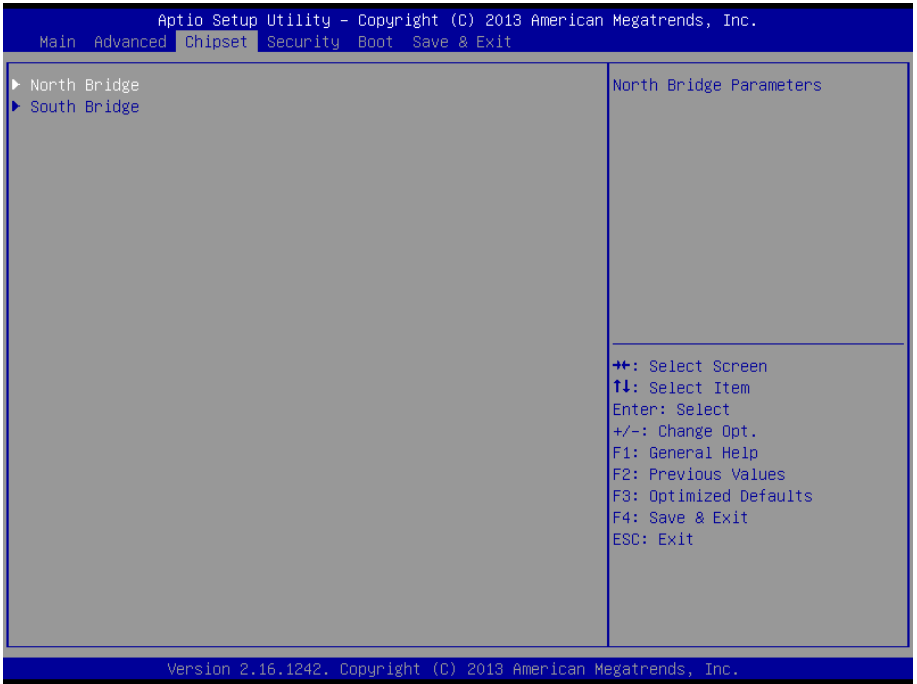 Aptio Setup Utility – Copyright (C) 2013 American Megatrends, Inc.
Main Advanced Chipset Security Boot Save & Exit
▶ North Bridge
▶ South Bridge
North Bridge Parameters
→←: Select Screen
↑↓: Select Item
Enter: Select
+/-: Change Opt.
F1: General Help
F2: Previous Values
F3: Optimized Defaults
F4: Save & Exit
ESC: Exit
Version 2.16.1242. Copyright (C) 2013 American Megatrends, Inc.